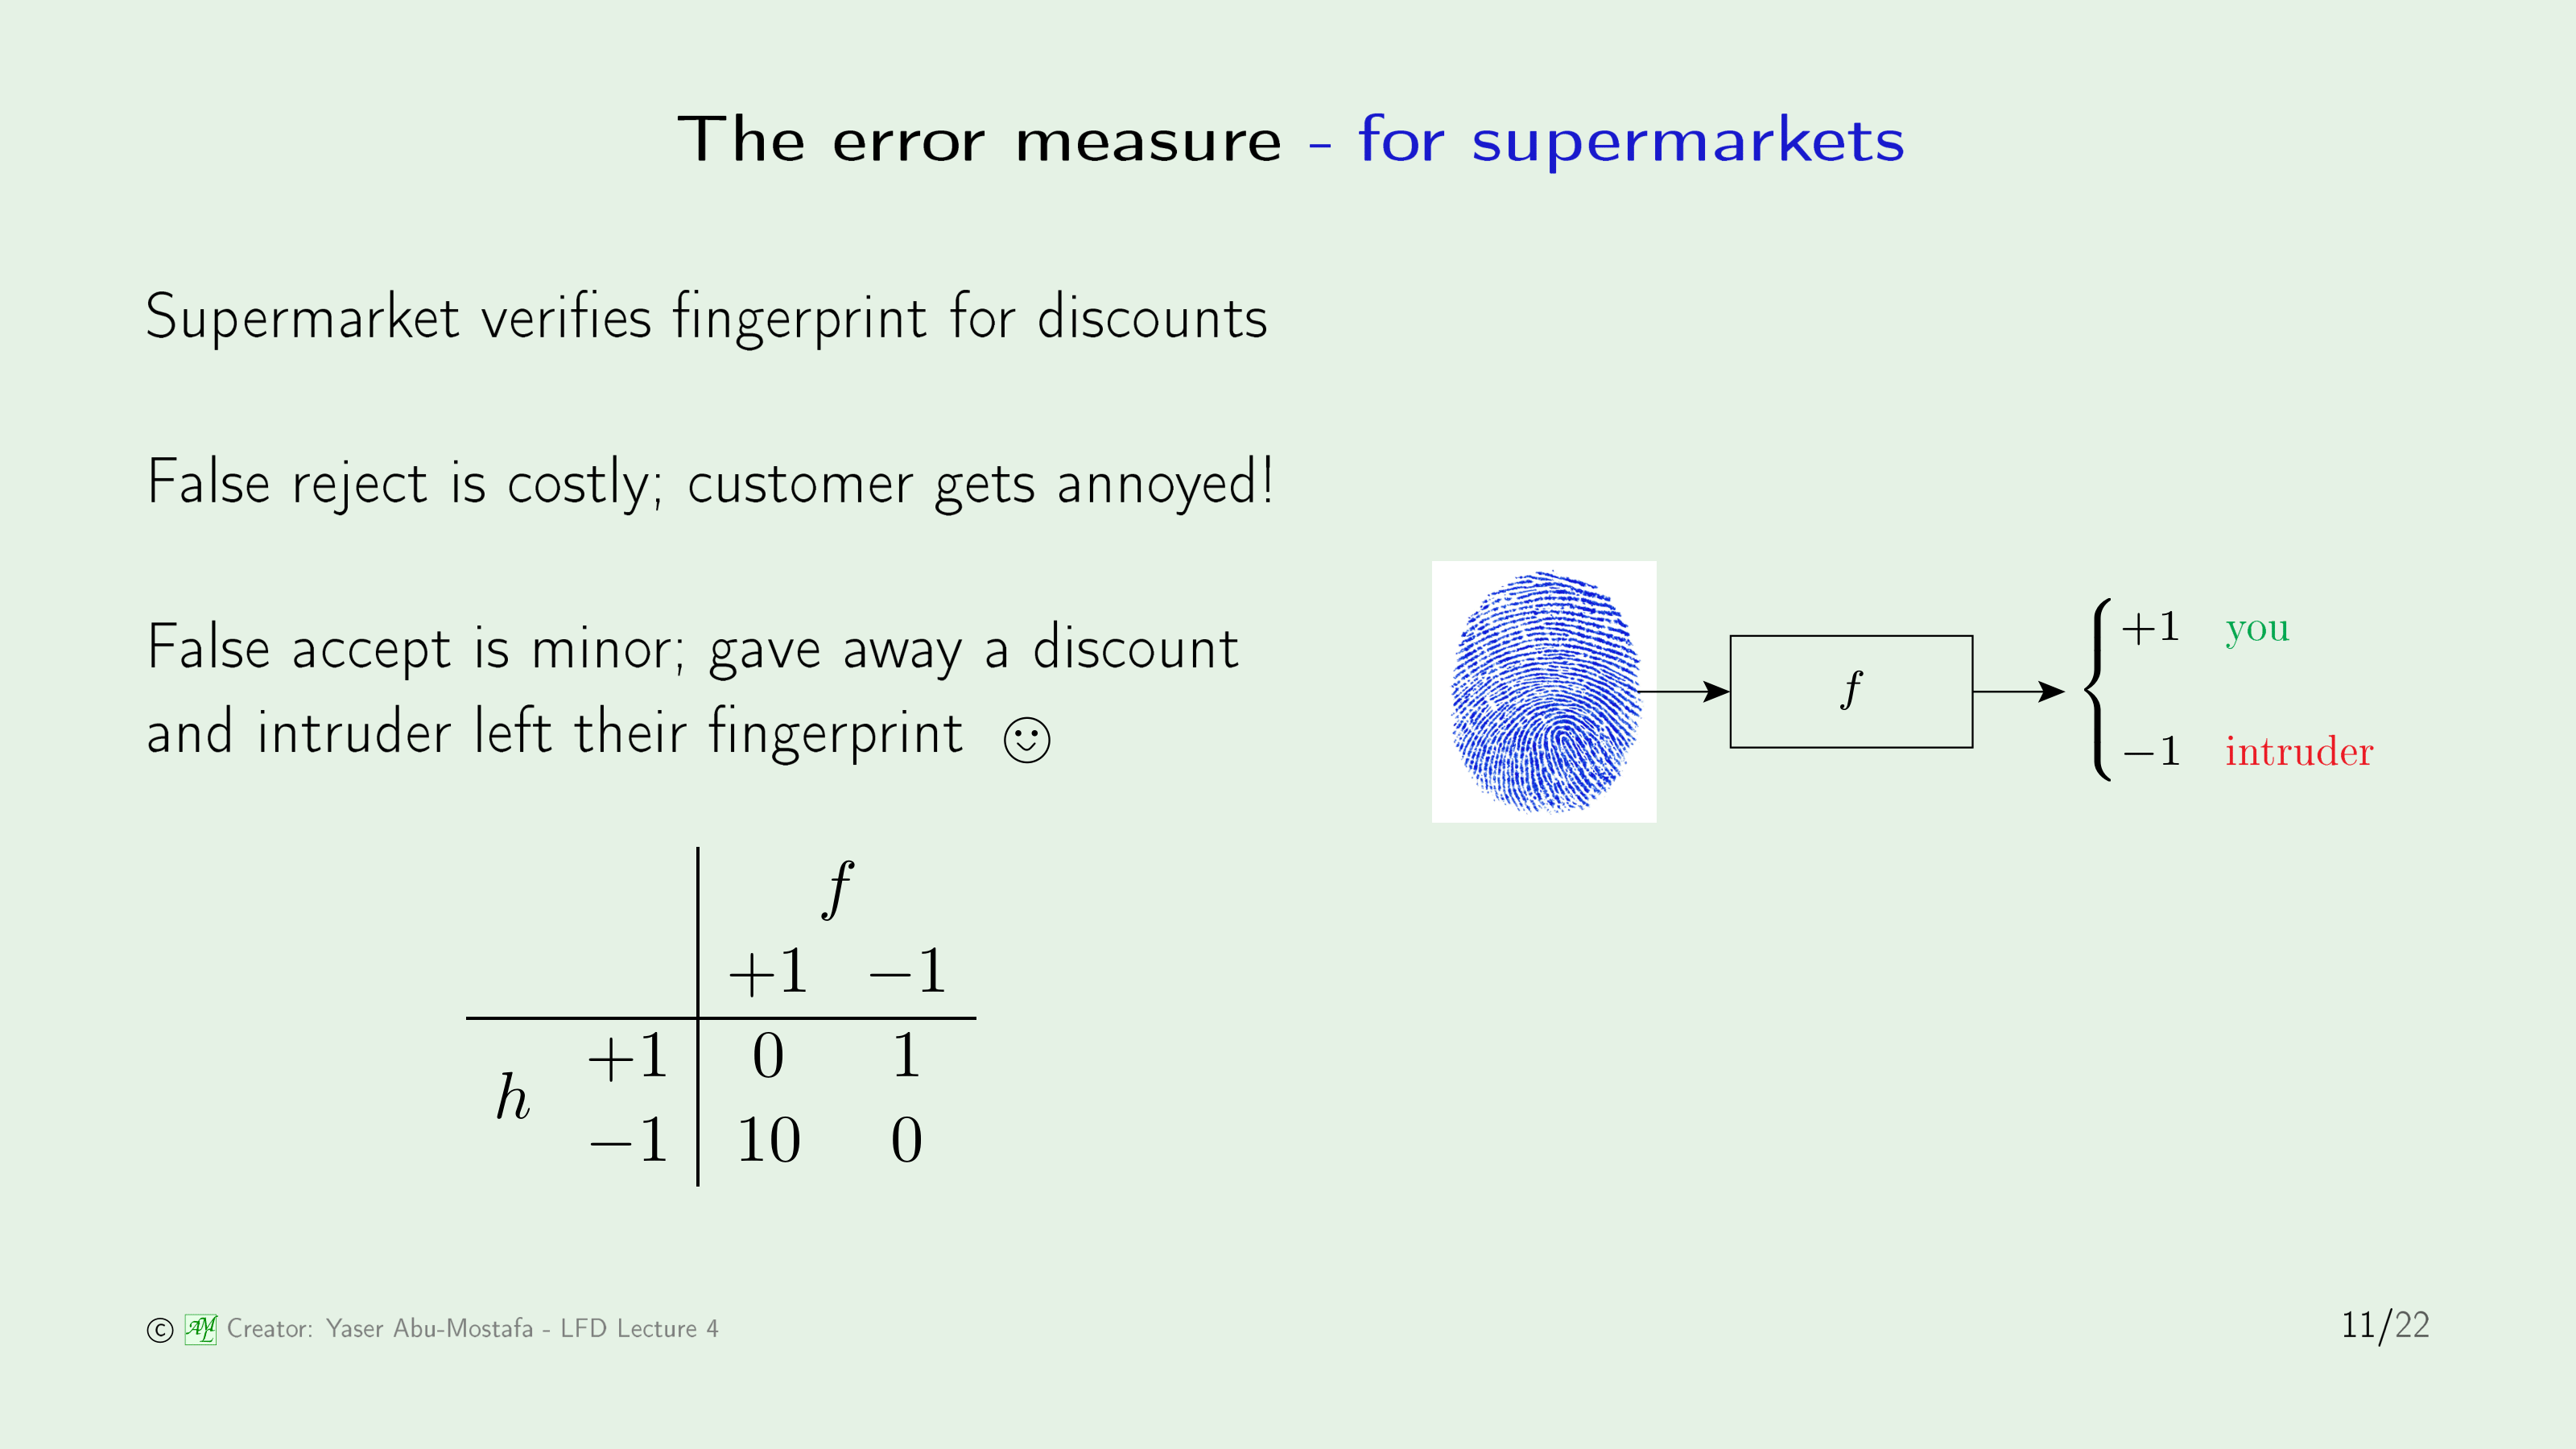 The error measure - for supermarkets
Supermarket verifies fingerprint for discounts
False reject is costly; customer gets annoyed!
False accept is minor; gave away a discount
and intruder left their fingerprint ☺
f
+1 you
−1 intruder
f
+1 −1
h
+1 0 1
−1 10 0
© AML Creator: Yaser Abu-Mostafa - LFD Lecture 4
11/22